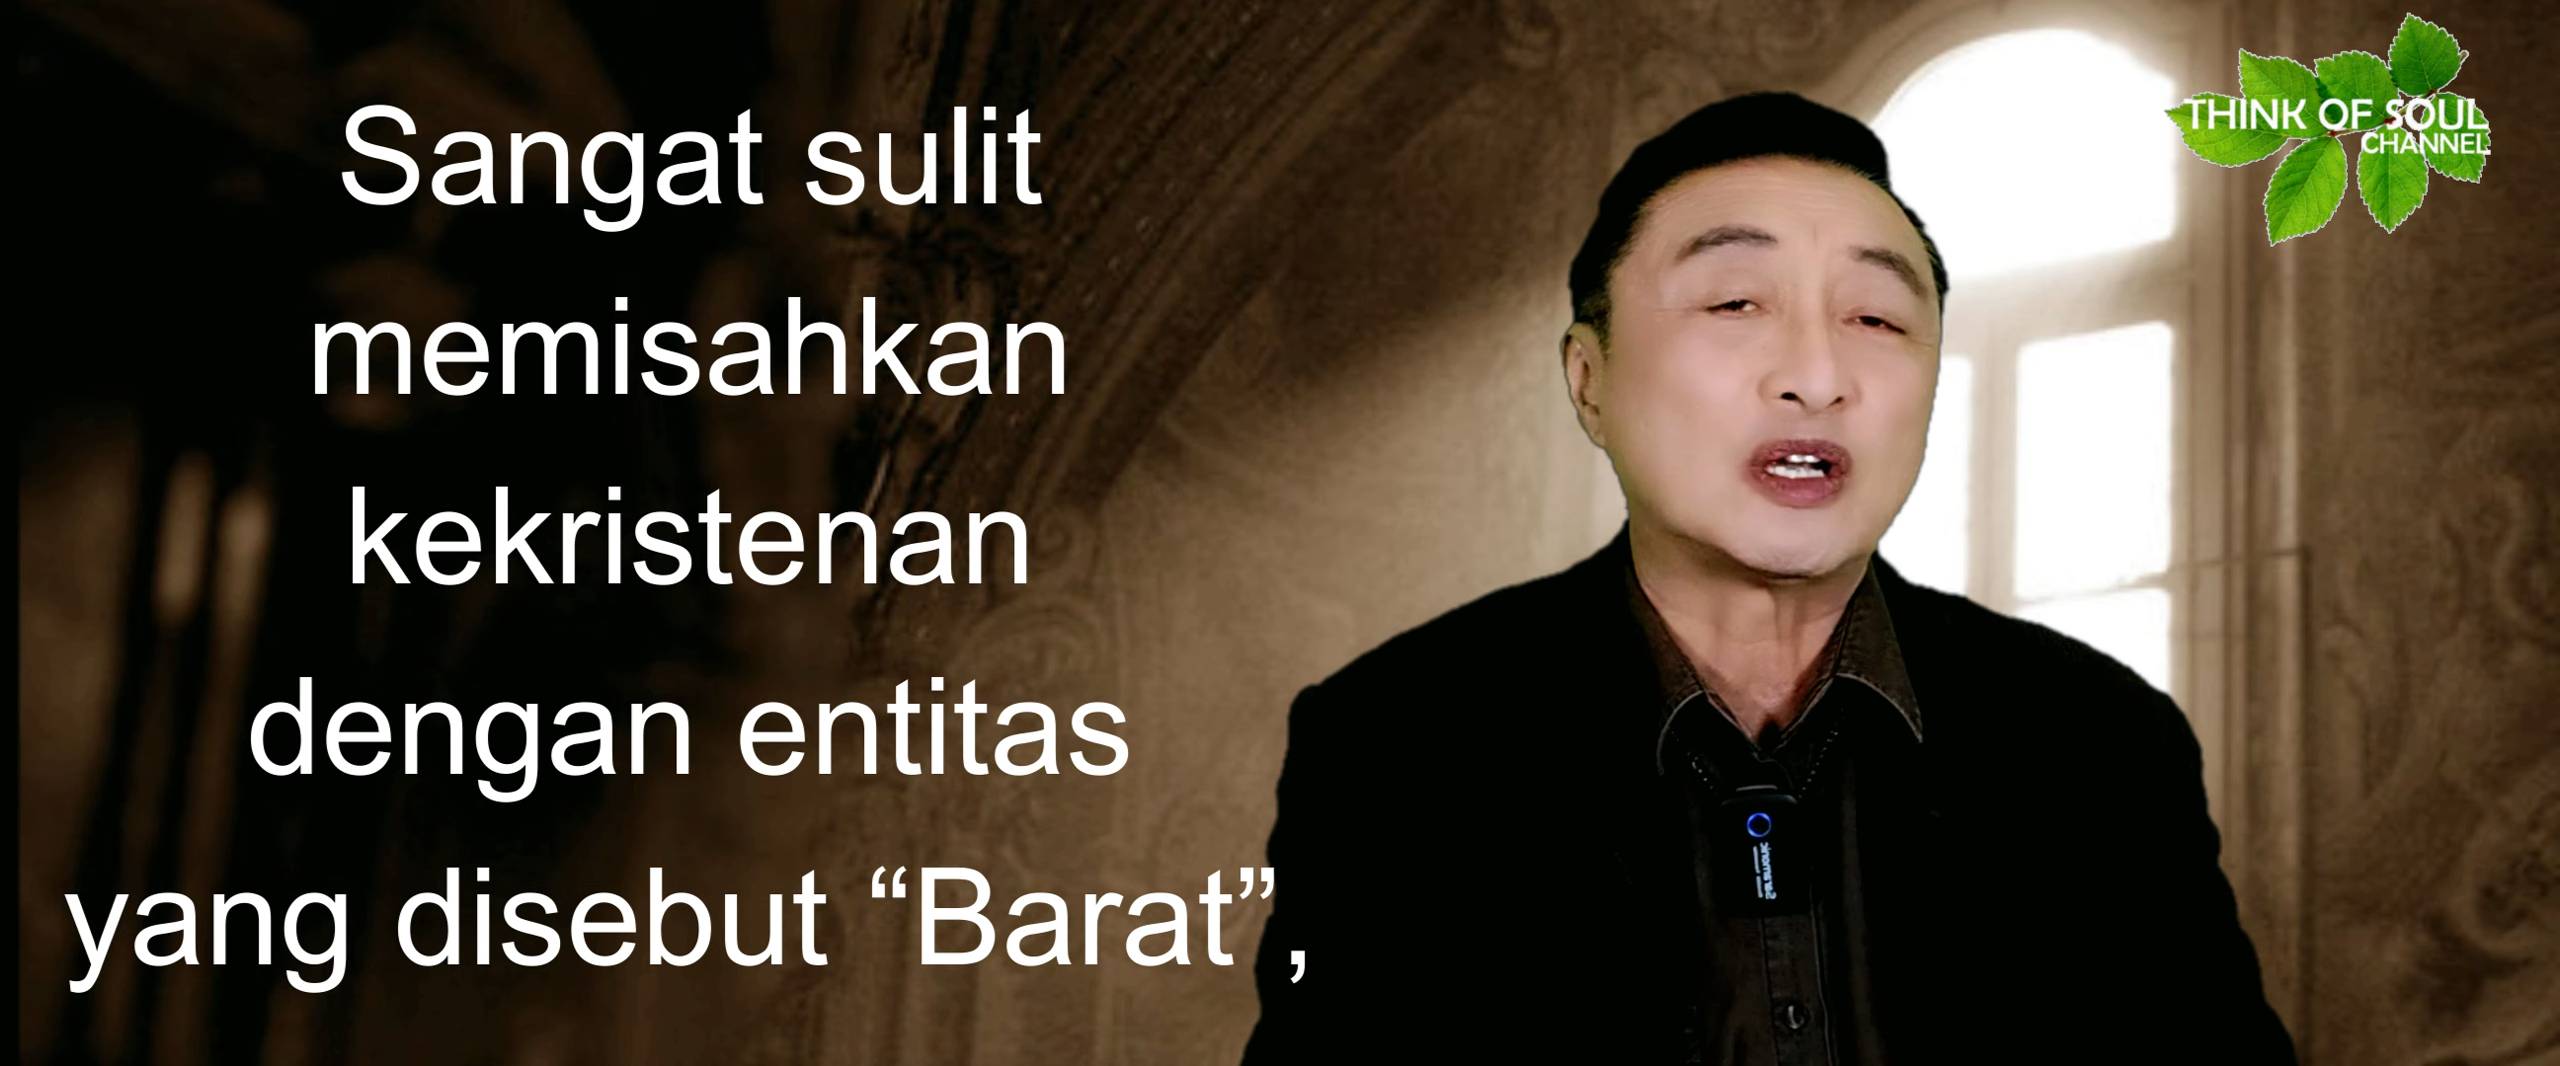 Sangat sulit
memisahkan
kekristenan
dengan entitas
yang disebut “Barat”,
THINK OF SOUL
CHANNEL